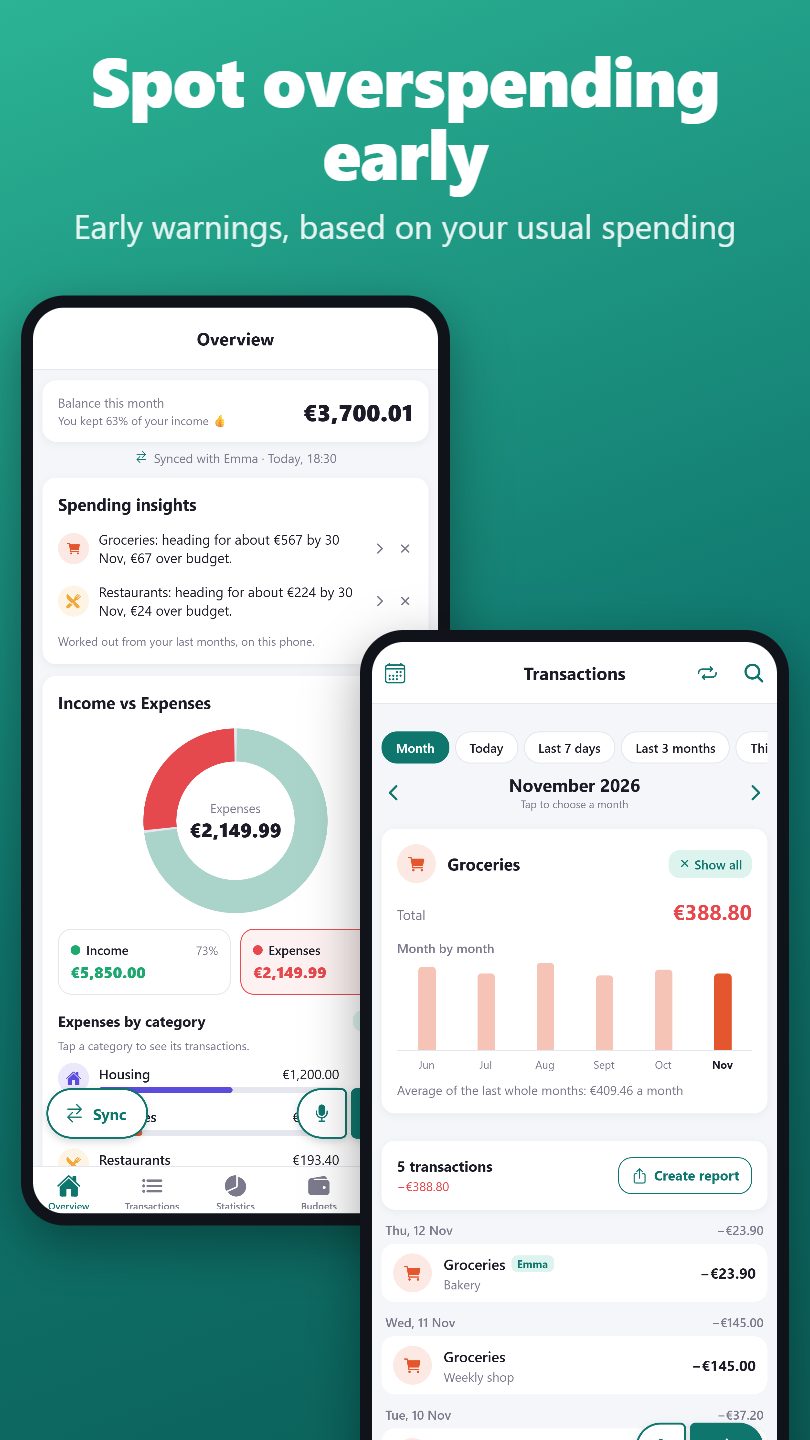 Spot overspending
early
Early warnings, based on your usual spending
Overview
Balance this month
You kept 63% of your income 👍
€3,700.01
Synced with Emma · Today, 18:30
Spending insights
Groceries: heading for about €567 by 30
Nov, €67 over budget.
Restaurants: heading for about €224 by 30
Nov, €24 over budget.
Worked out from your last months, on this phone.
Income vs Expenses
Expenses
€2,149.99
Income 73%
€5,850.00
Expenses
€2,149.99
Expenses by category
Tap a category to see its transactions.
Housing €1,200.00
Sync
Restaurants €193.40
Overview
Transactions
Statistics
Budgets
Transactions
Month
Today
Last 7 days
Last 3 months
Thi
November 2026
Tap to choose a month
Groceries
Show all
Total €388.80
Month by month
Jun Jul Aug Sept Oct Nov
Average of the last whole months: €409.46 a month
5 transactions
−€388.80
Create report
Thu, 12 Nov −€23.90
Groceries Emma
Bakery
−€23.90
Wed, 11 Nov −€145.00
Groceries
Weekly shop
−€145.00
Tue, 10 Nov −€37.20